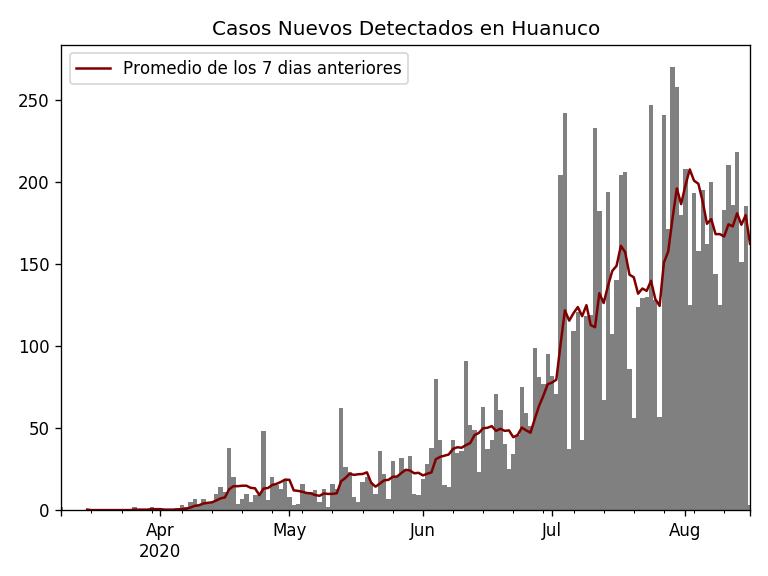 Casos Nuevos Detectados en Huanuco
Promedio de los 7 dias anteriores
250
200
150
100
50
0
Apr
2020
May
Jun
Jul
Aug